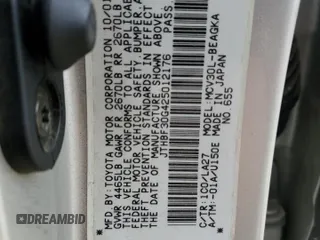 MFD BY: TOYOTA MOTOR CORPORATION 10/01
GVWR 4465LB GAWR FR 2670LB RR 2670LB
THIS VEHICLE CONFORMS TO ALL APPLICABLE
FEDERAL MOTOR VEHICLE SAFETY, BUMPER, AND
THEFT PREVENTION STANDARDS IN EFFECT ON
THE DATE OF MANUFACTURE SHOWN ABOVE.
JTHBF30G425012176 PASS.
MODEL: MCV30L-BEAGKA
MADE IN JAPAN
NO. 655
C/TR: 1C0/LA27
A/TM: -01A/U150E